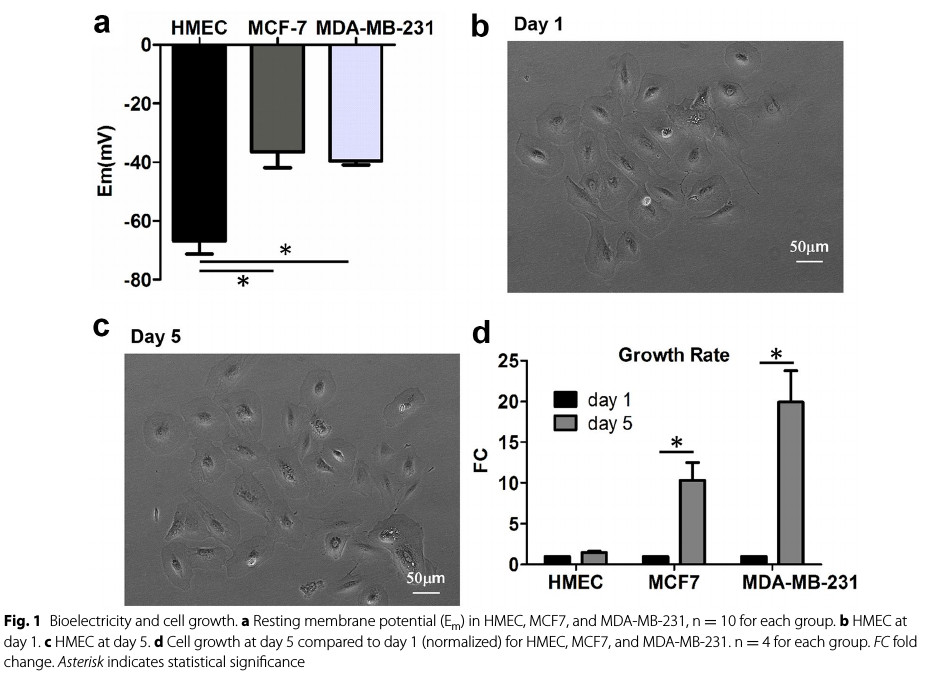 a
HMEC MCF-7 MDA-MB-231
0
-20
-40
-60
-80
Em(mV)
*
*
b
Day 1
50μm
c
Day 5
50μm
d
Growth Rate
25
20
15
10
5
0
FC
day 1
day 5
*
*
HMEC MCF7 MDA-MB-231
Fig. 1 Bioelectricity and cell growth. a Resting membrane potential (Em) in HMEC, MCF7, and MDA-MB-231, n = 10 for each group. b HMEC at
day 1. c HMEC at day 5. d Cell growth at day 5 compared to day 1 (normalized) for HMEC, MCF7, and MDA-MB-231. n = 4 for each group. FC fold
change. Asterisk indicates statistical significance